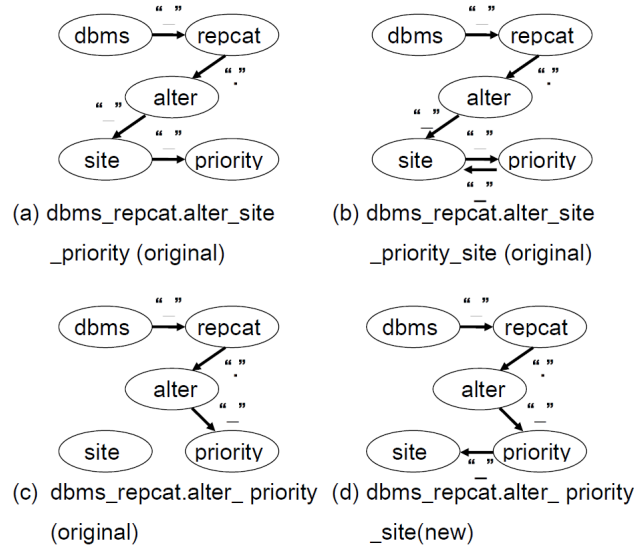 “_” “_”
dbms repcat dbms repcat
“.” “.”
alter alter
“_” “_”
“_” “_”
site priority site priority
“_”
(a) dbms_repcat.alter_site (b) dbms_repcat.alter_site
_priority (original) _priority_site (original)
“_” “_”
dbms repcat dbms repcat
“.” “.”
alter alter
“_” “_”
site priority site priority
“_”
(c) dbms_repcat.alter_ priority (d) dbms_repcat.alter_ priority
(original) _site(new)